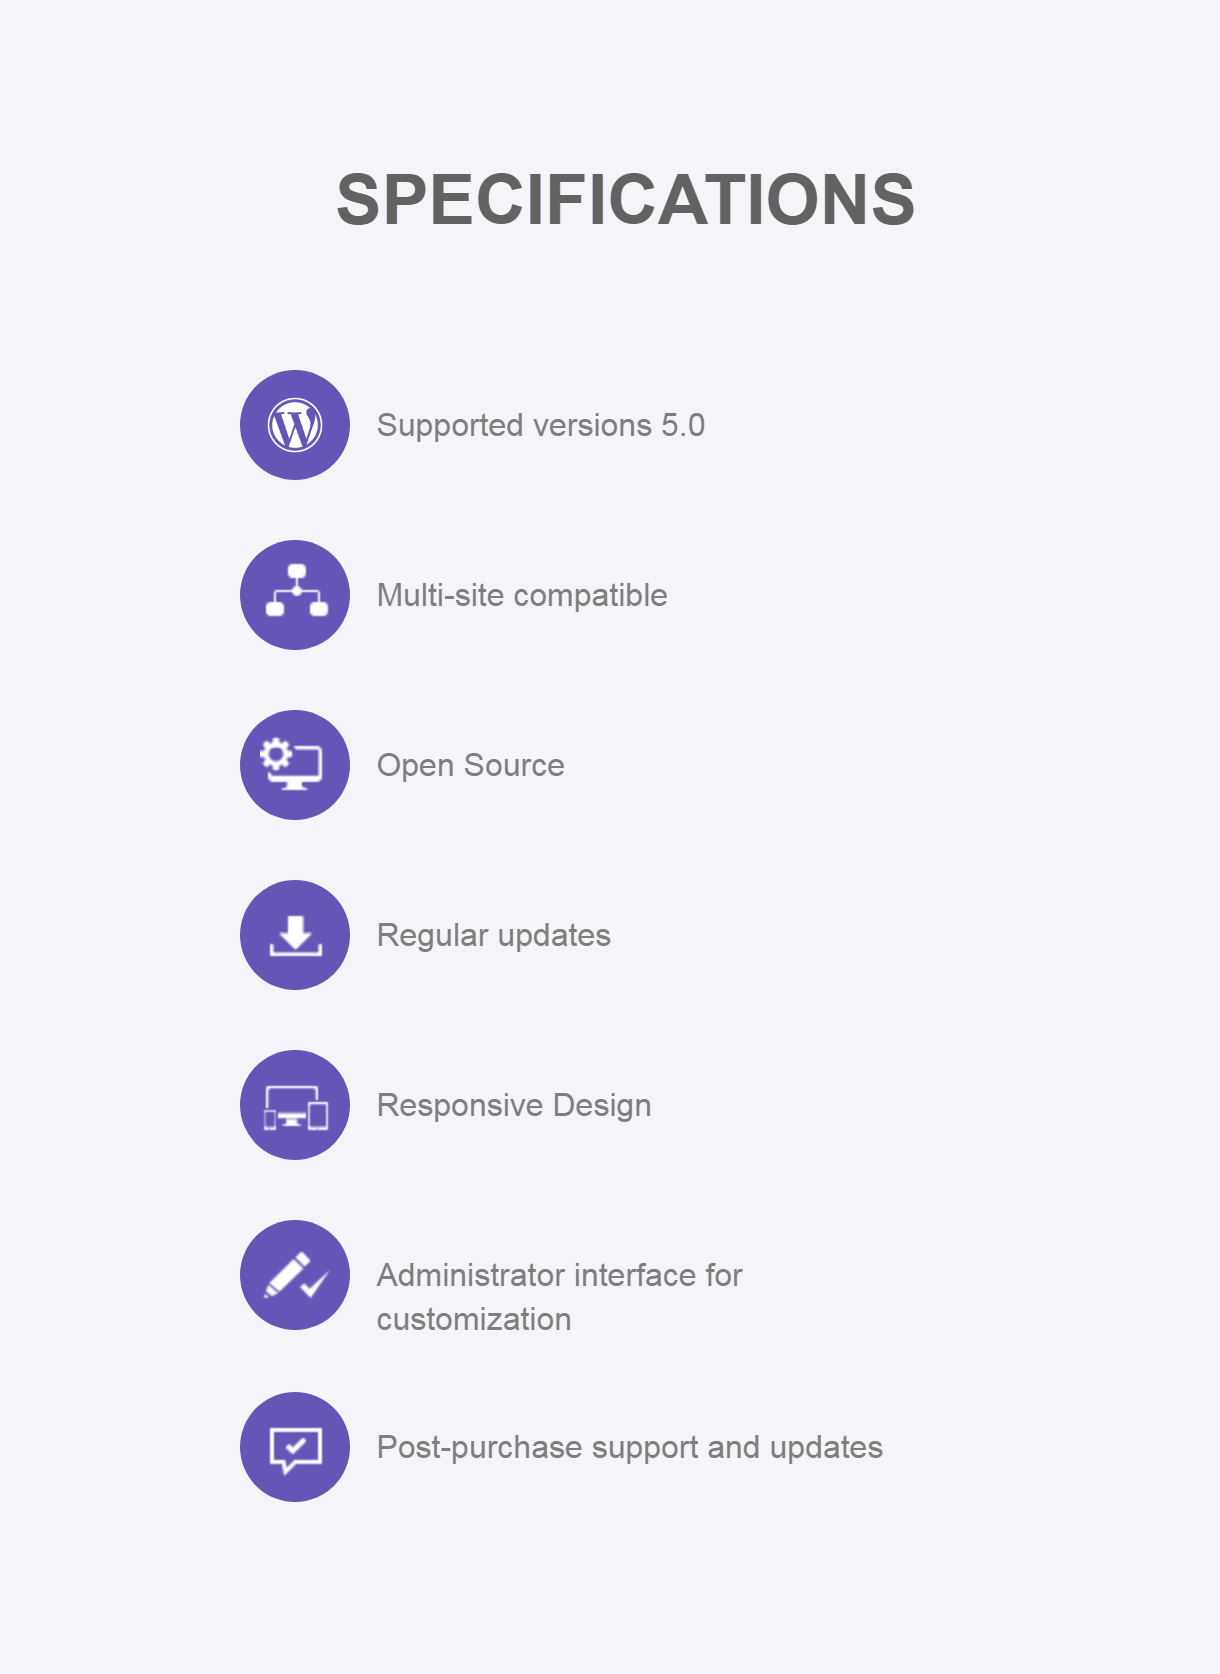 SPECIFICATIONS
Supported versions 5.0
Multi-site compatible
Open Source
Regular updates
Responsive Design
Administrator interface for
customization
Post-purchase support and updates